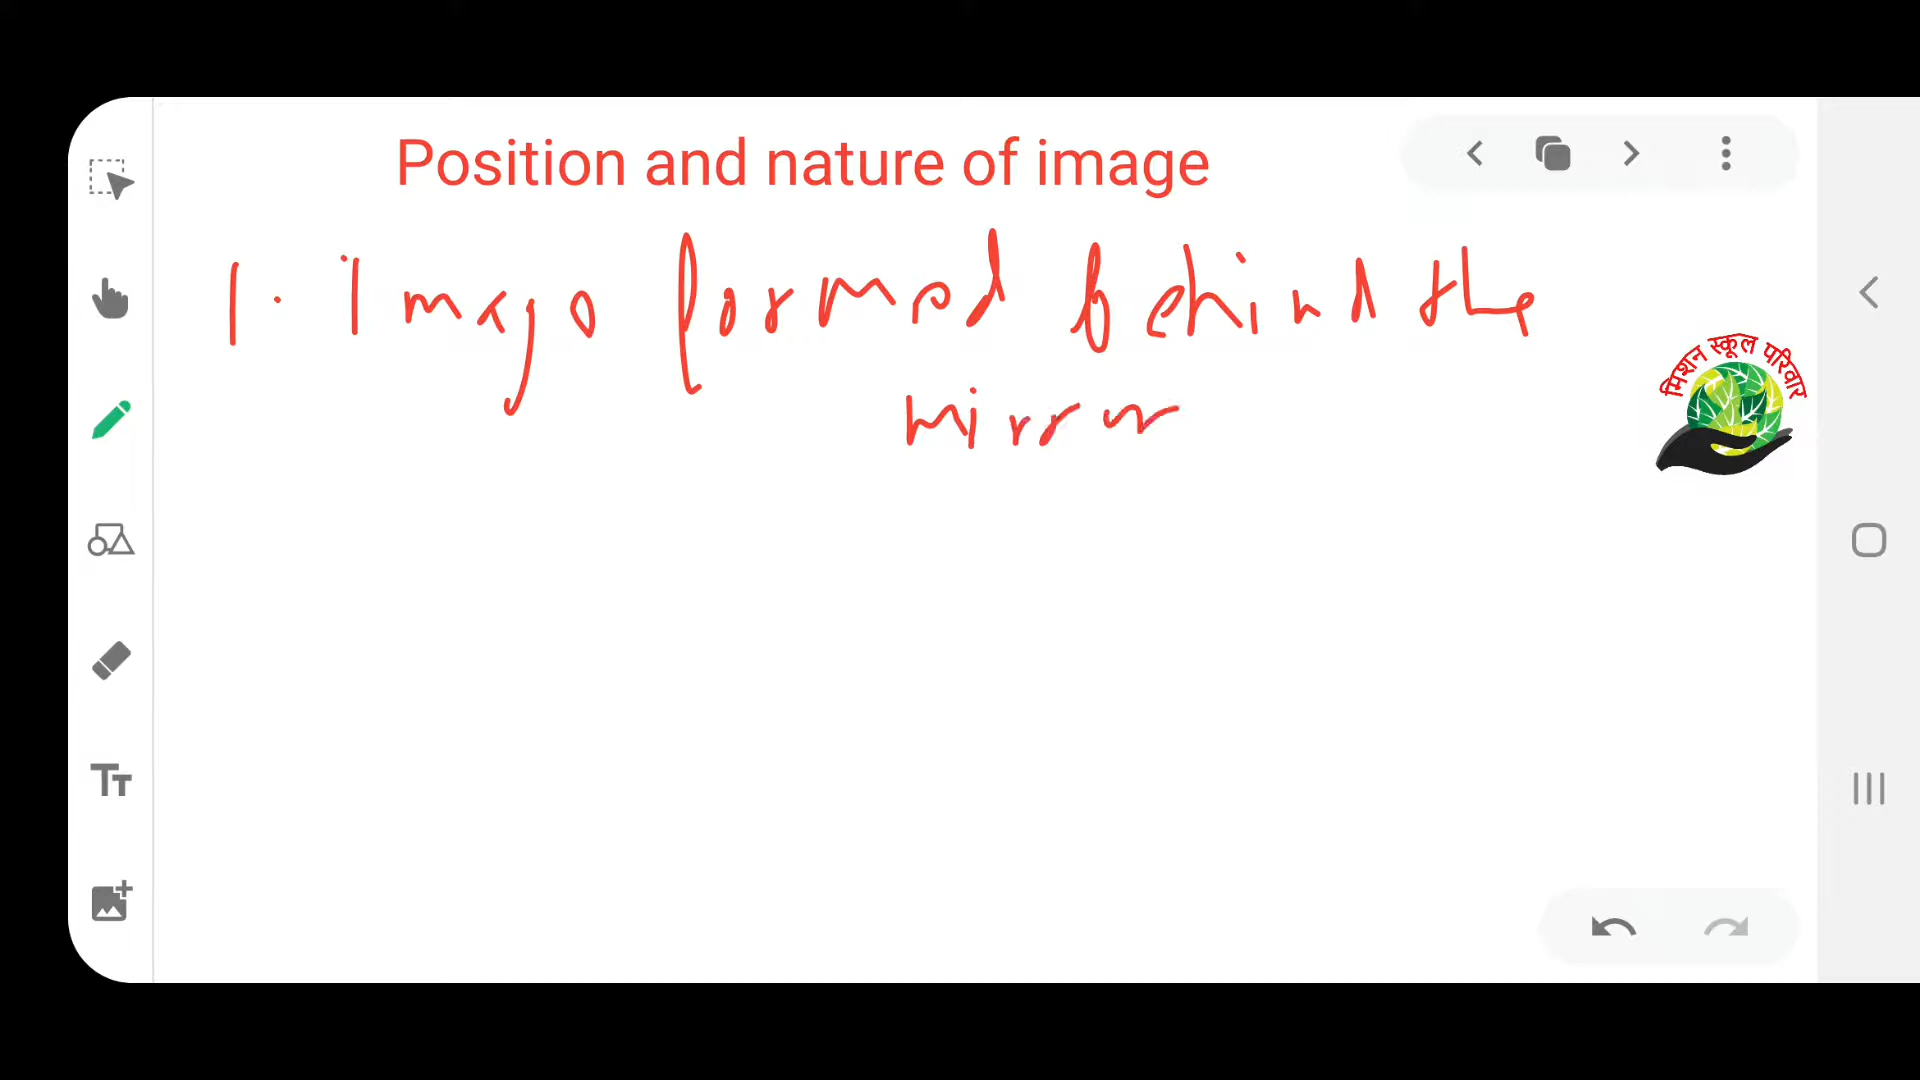 Position and nature of image
1. Image formed behind the
mirror
मिशन स्कूल परिवार